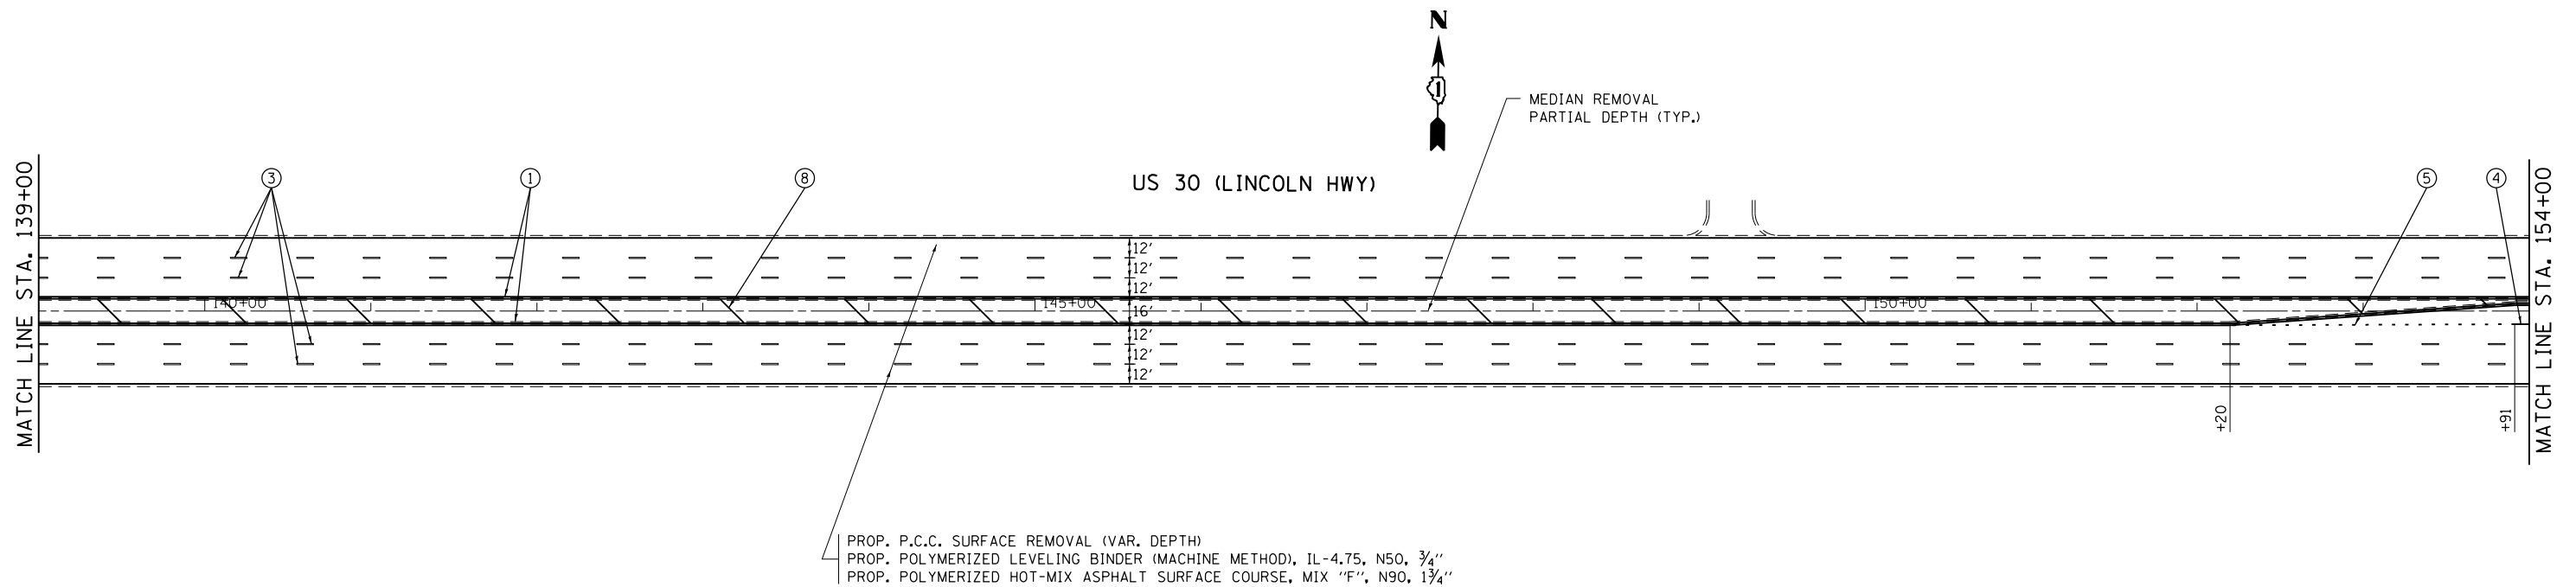 N
1
MEDIAN REMOVAL
PARTIAL DEPTH (TYP.)
US 30 (LINCOLN HWY)
MATCH LINE STA. 139+00
MATCH LINE STA. 154+00
3
1
8
5
4
12'
12'
12'
16'
12'
12'
12'
140+00
145+00
150+00
+20
+91
PROP. P.C.C. SURFACE REMOVAL (VAR. DEPTH)
PROP. POLYMERIZED LEVELING BINDER (MACHINE METHOD), IL-4.75, N50, 3/4"
PROP. POLYMERIZED HOT-MIX ASPHALT SURFACE COURSE, MIX "F", N90, 1 3/4"